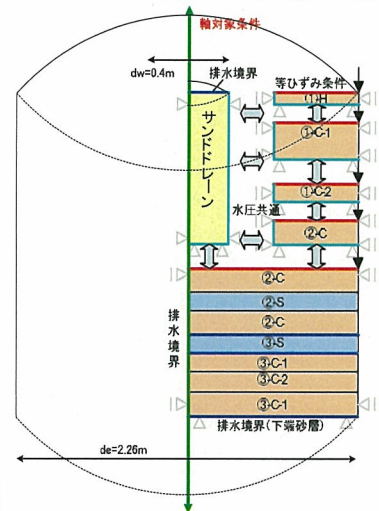 軸対象条件
dw=0.4m
排水境界
等ひずみ条件
①-H
①-C-1
サンドドレーン
①-C-2
水圧共通
②-C
②-C
②-S
②-C
③-S
③-C-1
③-C-2
③-C-1
排水境界
排水境界(下端砂層)
de=2.26m